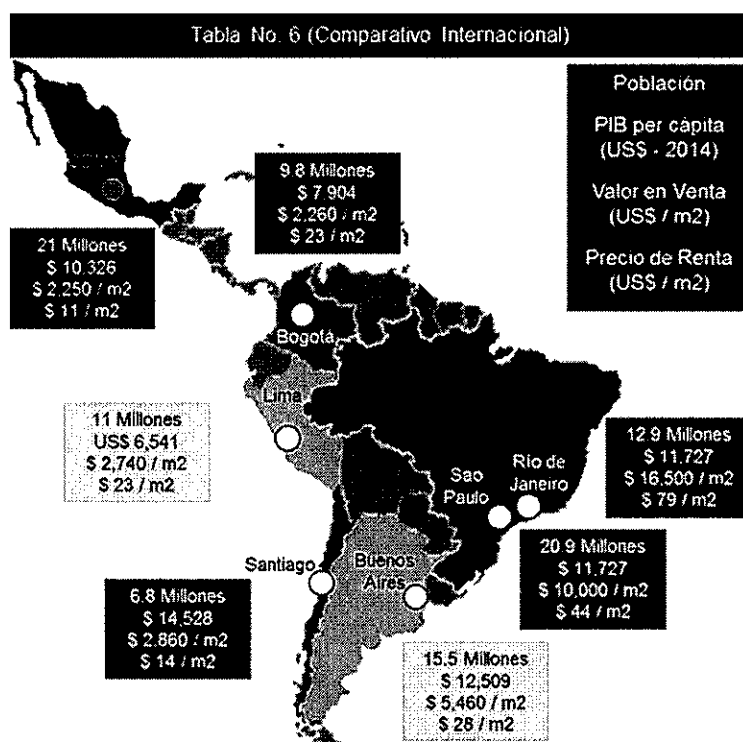 Tabla No. 6 (Comparativo Internacional)
Población
PIB per cápita
(US$ - 2014)
Valor en Venta
(US$ / m2)
Precio de Renta
(US$ / m2)
9.8 Millones
$ 7.904
$ 2.260 / m2
$ 23 / m2
21 Millones
$ 10.326
$ 2,250 / m2
$ 11 / m2
Bogotá
Lima
11 Millones
US$ 6,541
$ 2,740 / m2
$ 23 / m2
12.9 Millones
$ 11,727
$ 16,500 / m2
$ 79 / m2
Sao
Paulo
Río de
Janeiro
20.9 Millones
$ 11,727
$ 10,000 / m2
$ 44 / m2
Santiago
Buenos
Aires
6.8 Millones
$ 14,528
$ 2.860 / m2
$ 14 / m2
15.5 Millones
$ 12,509
$ 5,460 / m2
$ 28 / m2